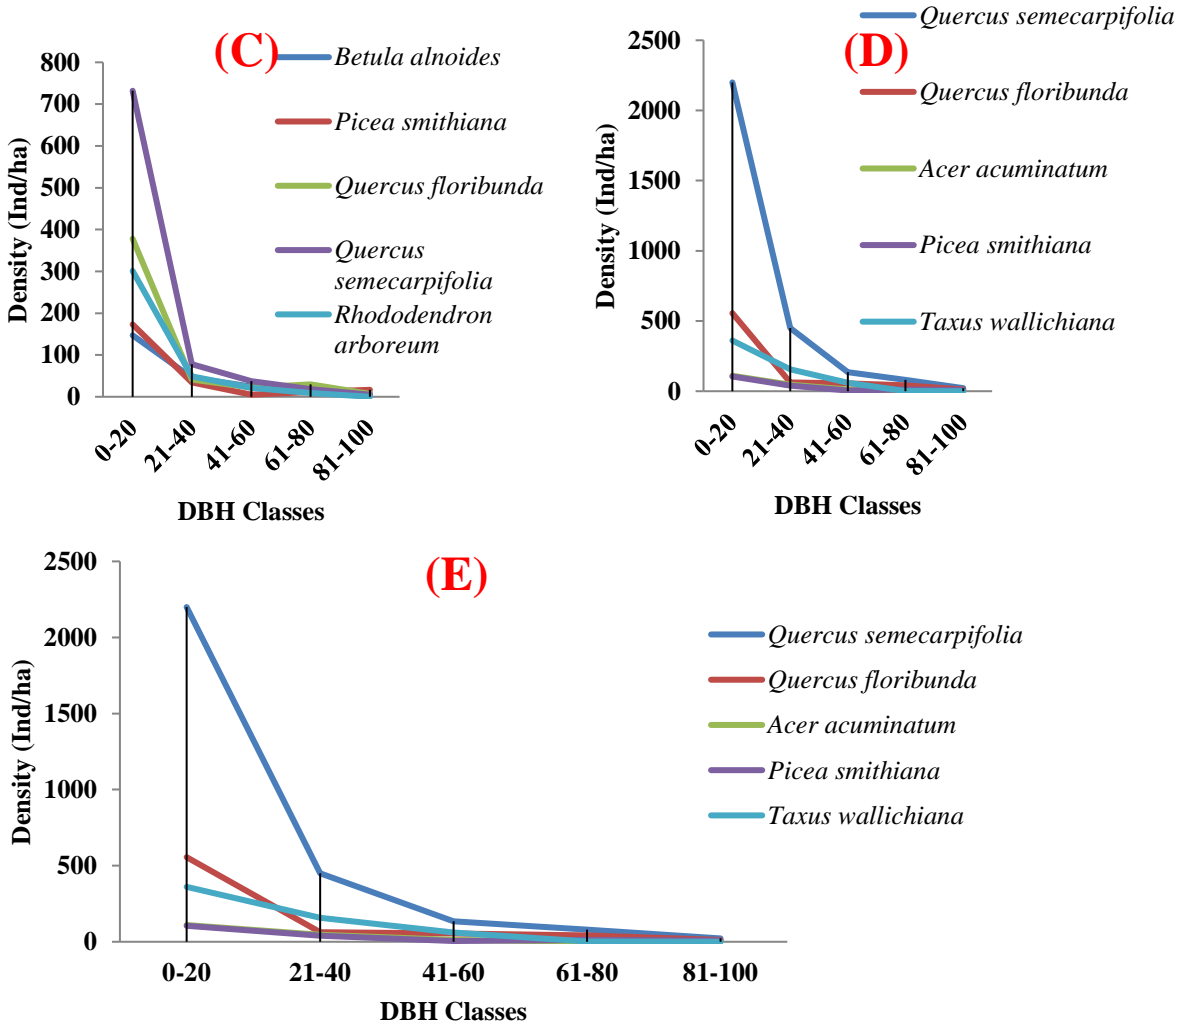 (C)
800
700
600
500
400
300
200
100
0
Density (Ind/ha)
0-20
21-40
41-60
61-80
81-100
DBH Classes
Betula alnoides
Picea smithiana
Quercus floribunda
Quercus
semecarpifolia
Rhododendron
arboreum
(D)
2500
2000
1500
1000
500
0
Density (Ind/ha)
0-20
21-40
41-60
61-80
81-100
DBH Classes
Quercus semecarpifolia
Quercus floribunda
Acer acuminatum
Picea smithiana
Taxus wallichiana
(E)
2500
2000
1500
1000
500
0
Density (Ind/ha)
0-20
21-40
41-60
61-80
81-100
DBH Classes
Quercus semecarpifolia
Quercus floribunda
Acer acuminatum
Picea smithiana
Taxus wallichiana